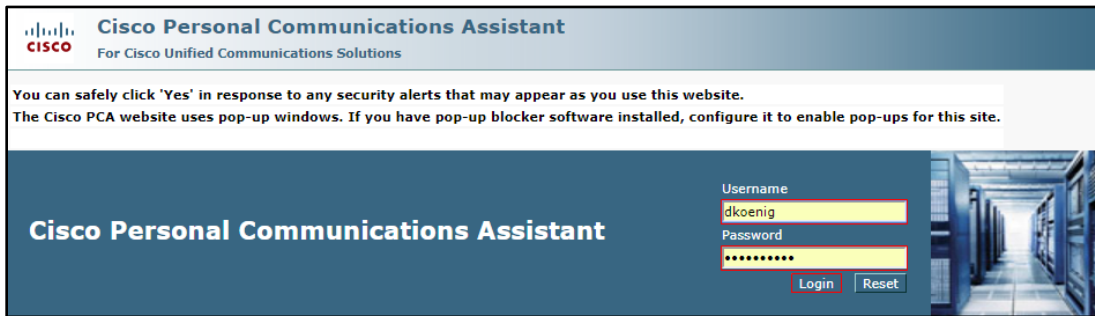 CISCO
Cisco Personal Communications Assistant
For Cisco Unified Communications Solutions
You can safely click 'Yes' in response to any security alerts that may appear as you use this website.
The Cisco PCA website uses pop-up windows. If you have pop-up blocker software installed, configure it to enable pop-ups for this site.
Cisco Personal Communications Assistant
Username
dkoenig
Password
••••••••••
Login Reset